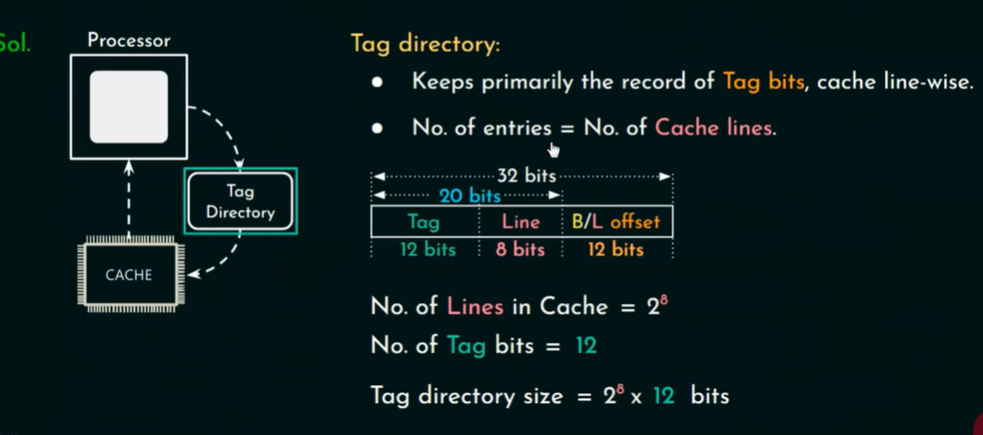 Sol.
Processor
Tag
Directory
CACHE
Tag directory:
• Keeps primarily the record of Tag bits, cache line-wise.
• No. of entries = No. of Cache lines.
32 bits
20 bits
Tag Line B/L offset
12 bits 8 bits 12 bits
No. of Lines in Cache = 2⁸
No. of Tag bits = 12
Tag directory size = 2⁸ x 12 bits